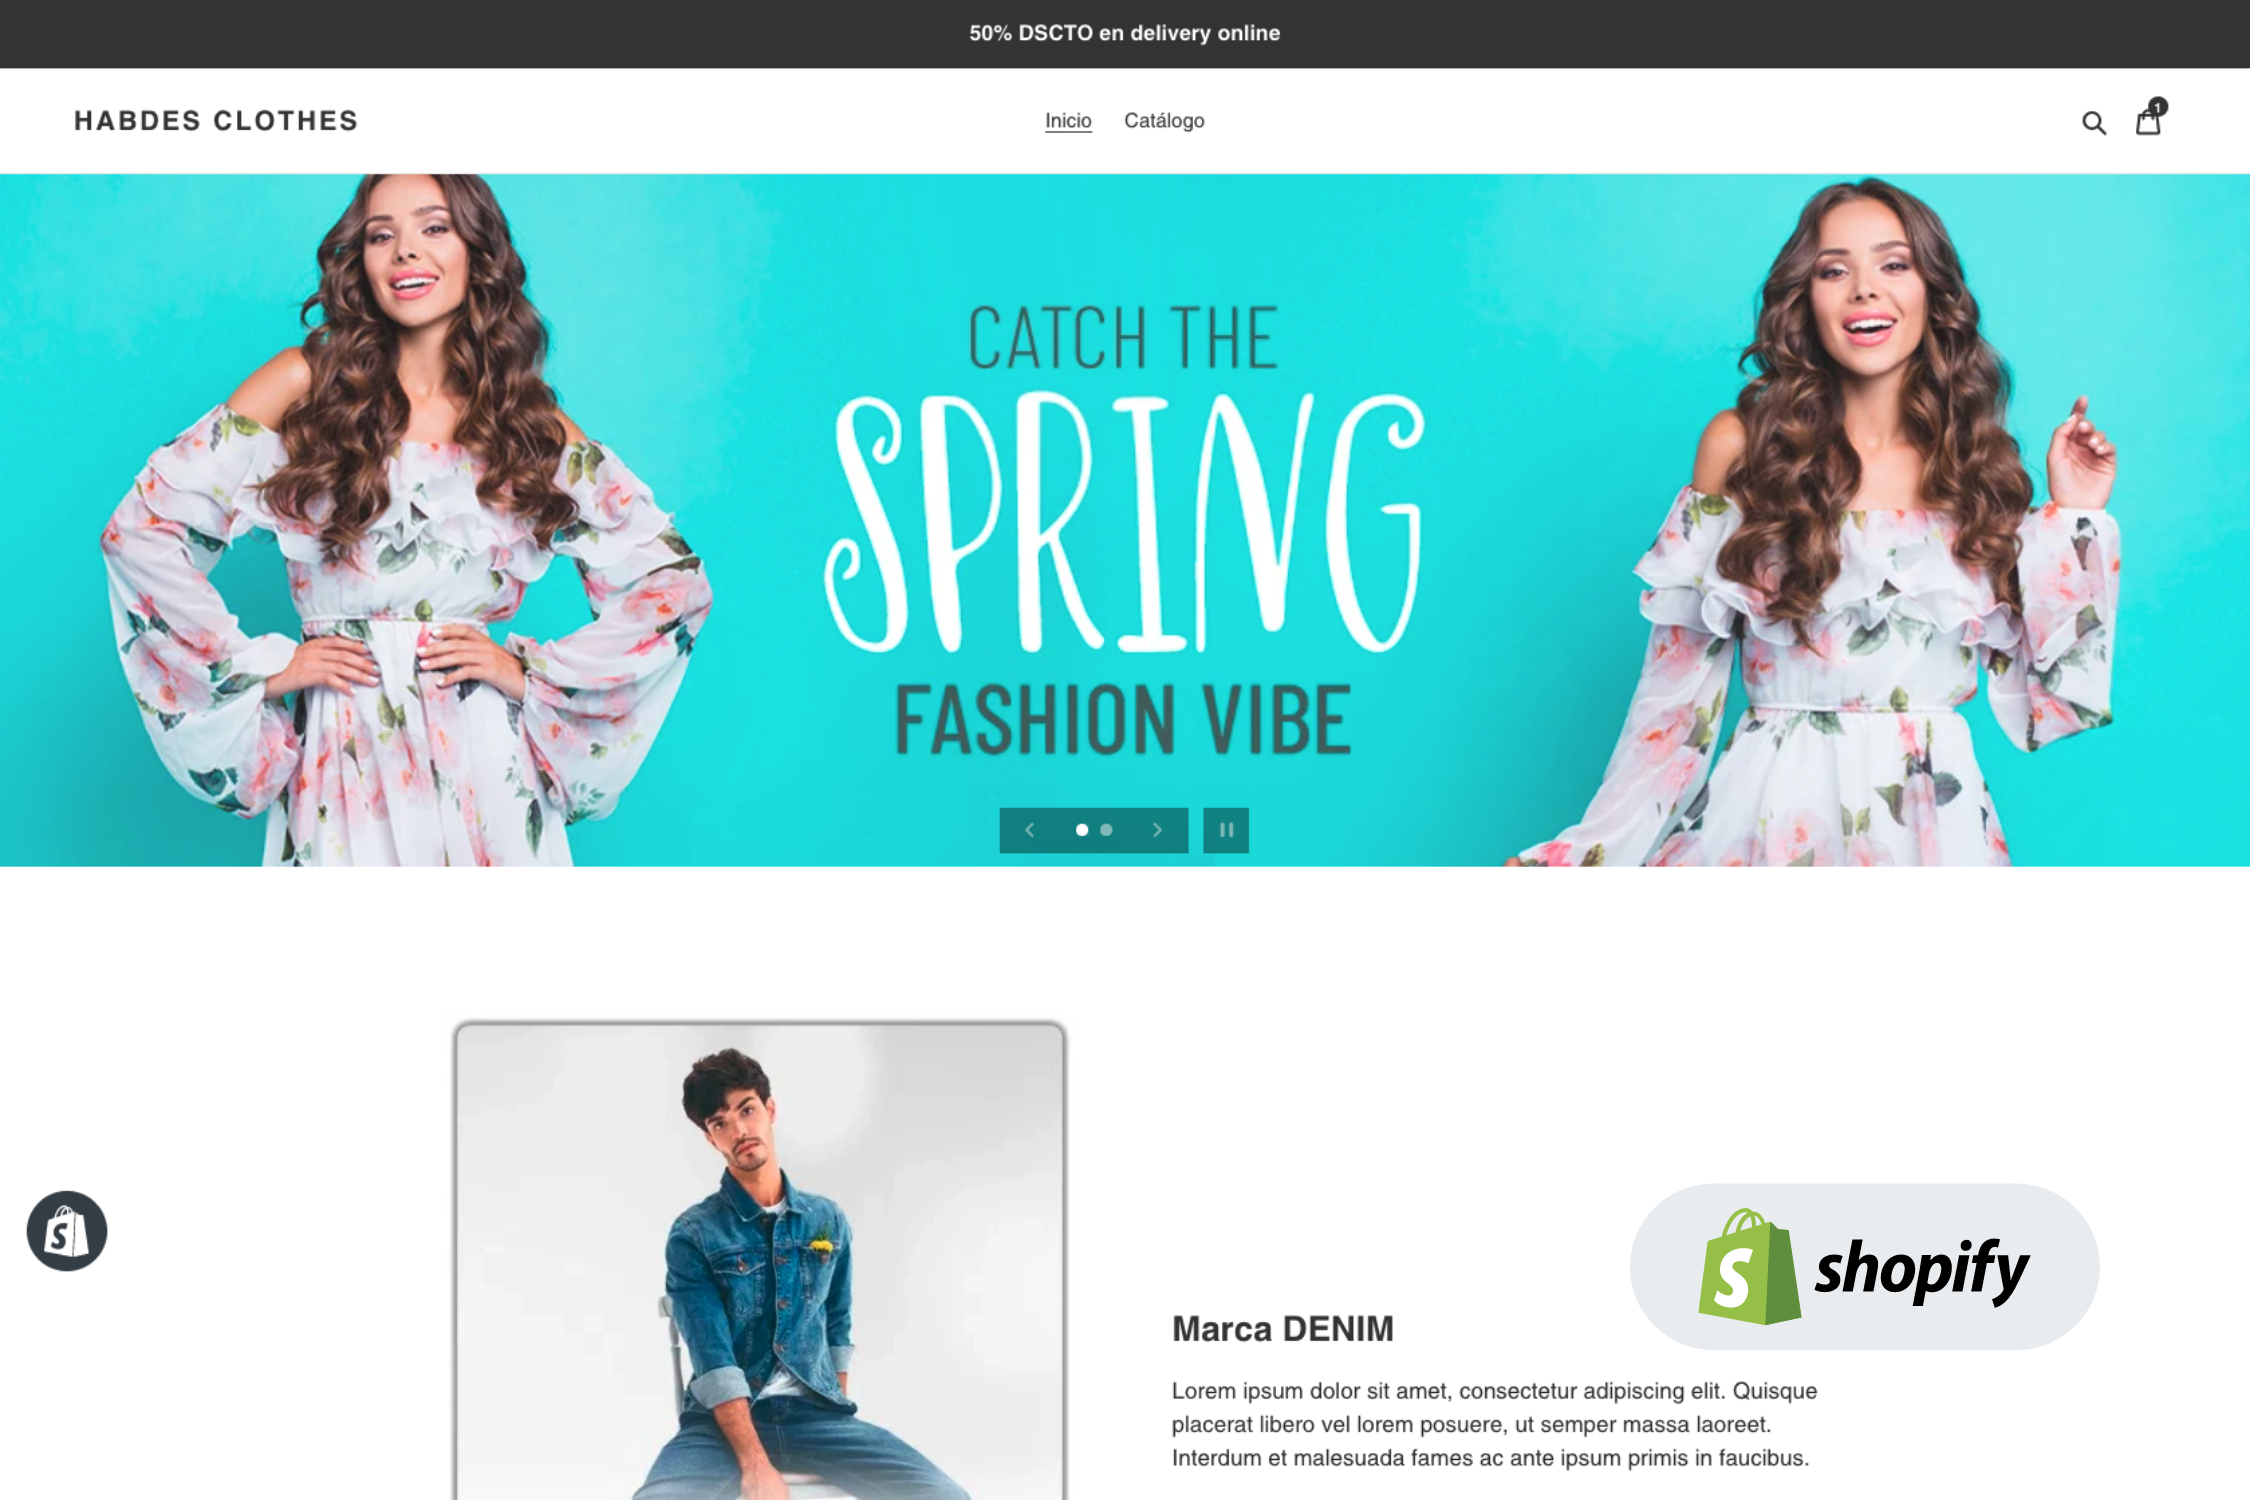 50% DSCTO en delivery online
HABDES CLOTHES
Inicio
Catálogo
1
CATCH THE
SPRING
FASHION VIBE
S
S shopify
Marca DENIM
Lorem ipsum dolor sit amet, consectetur adipiscing elit. Quisque
placerat libero vel lorem posuere, ut semper massa laoreet.
Interdum et malesuada fames ac ante ipsum primis in faucibus.